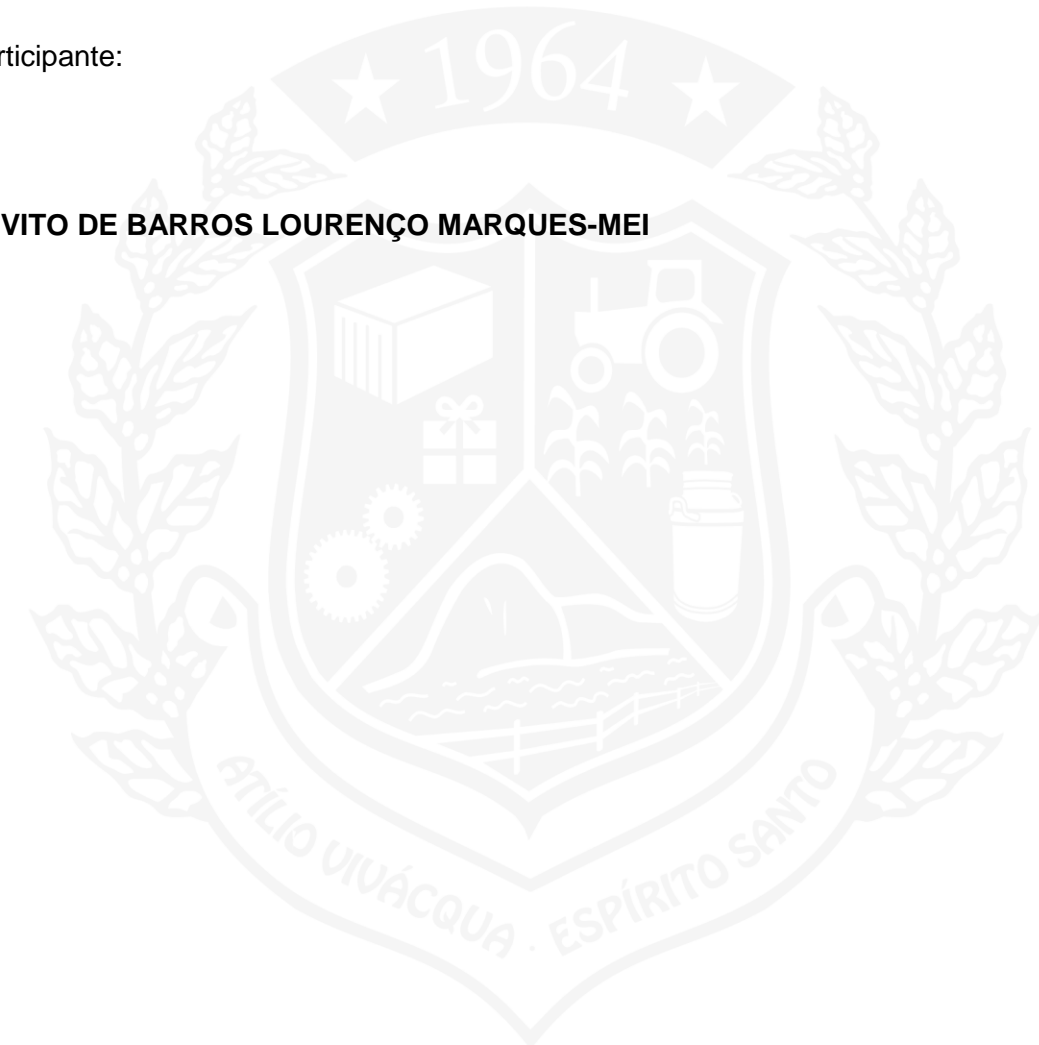 rticipante:
VITO DE BARROS LOURENÇO MARQUES-MEI
1964
ATÍLIO VIVÁCQUA . ESPÍRITO SANTO